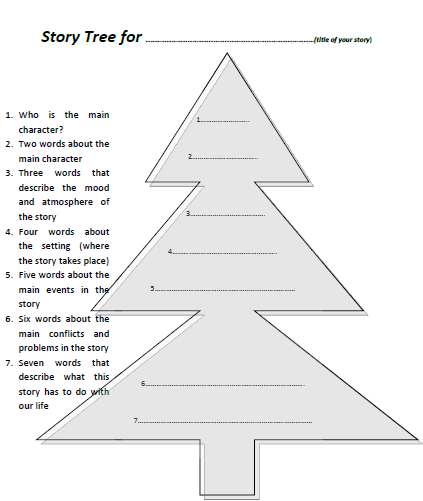 Story Tree for ....................................................(title of your story)
1. Who is the main
character?
2. Two words about the
main character
3. Three words that
describe the mood
and atmosphere of
the story
4. Four words about
the setting (where
the story takes place)
5. Five words about the
main events in the
story
6. Six words about the
main conflicts and
problems in the story
7. Seven words that
describe what this
story has to do with
our life
1....................
2..........................
3..............................
4..........................................
5.......................................................
6..............................................................
7....................................................................